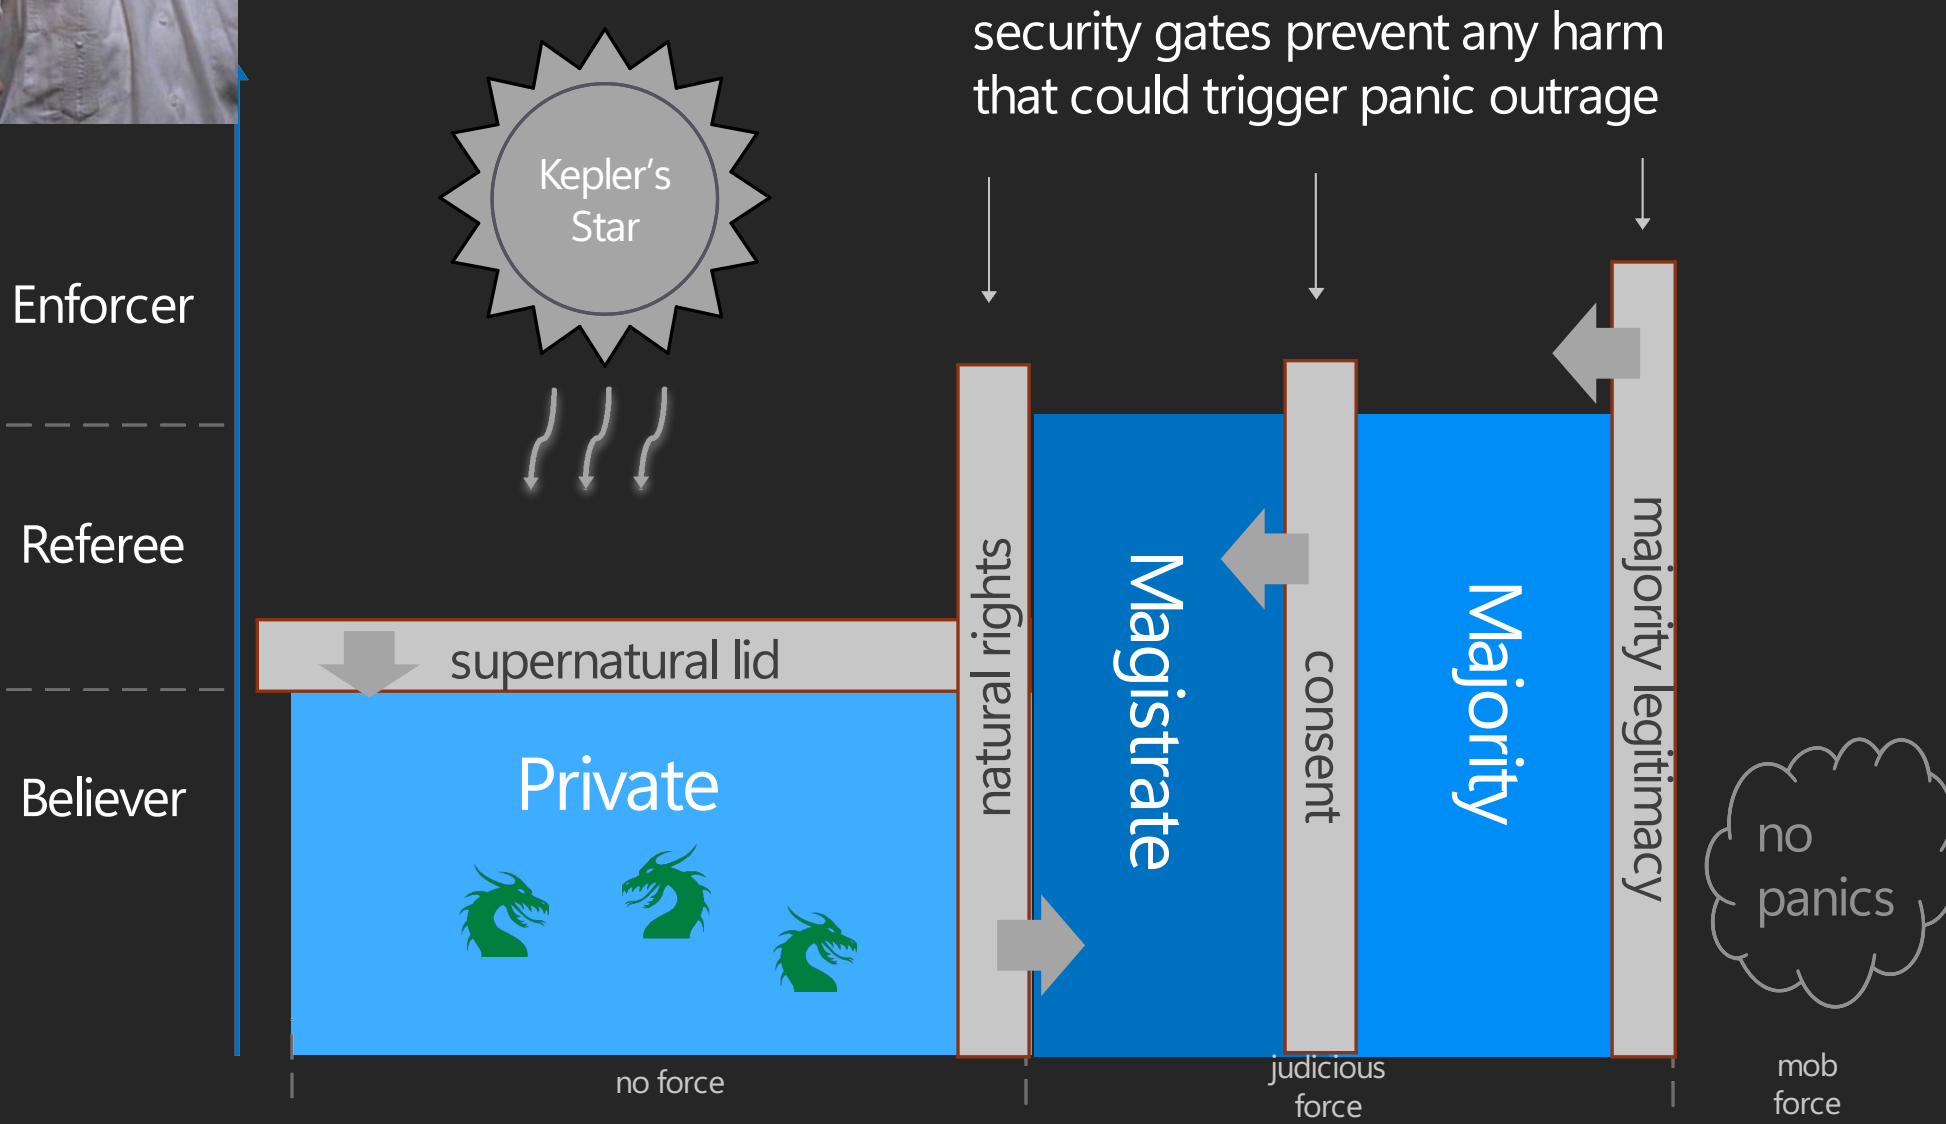 security gates prevent any harm
that could trigger panic outrage
Kepler's
Star
Enforcer
Referee
Believer
supernatural lid
Private
natural rights
Magistrate
consent
Majority
majority legitimacy
no
panics
no force
judicious
force
mob
force